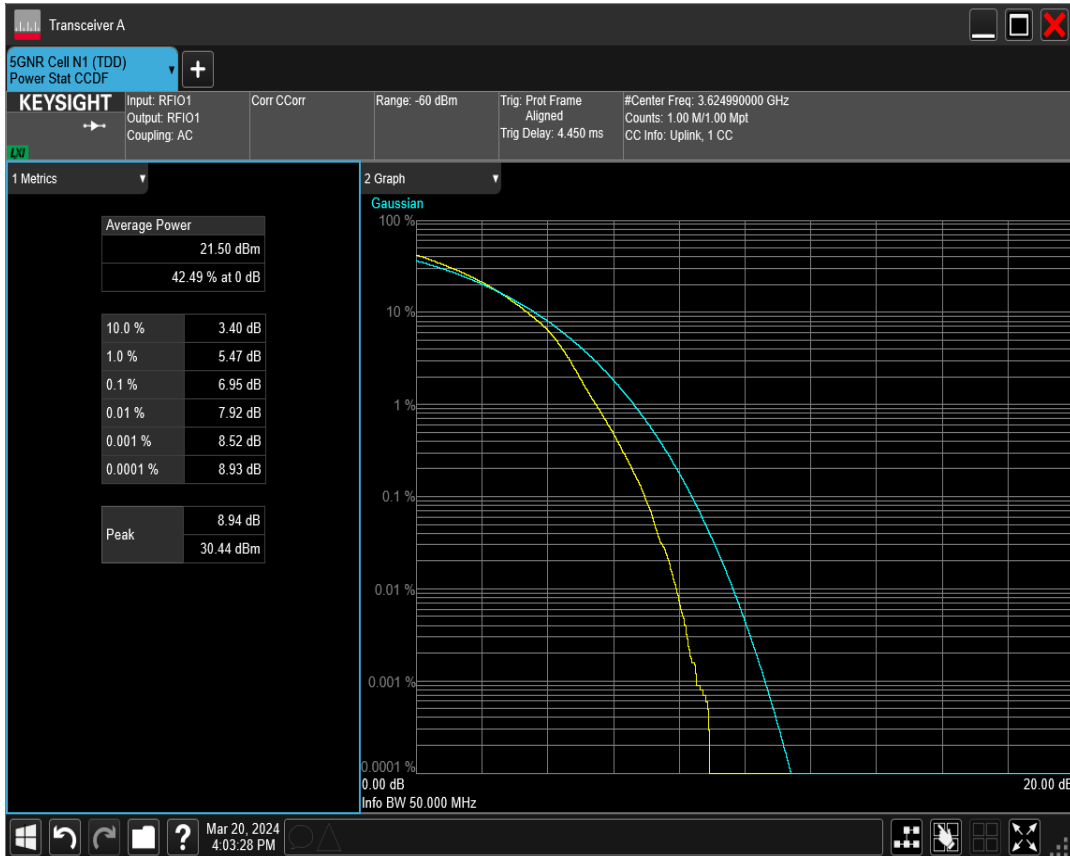 Transceiver A
5GNR Cell N1 (TDD)
Power Stat CCDF
+
KEYSIGHT
LXI
Input: RFIO1
Output: RFIO1
Coupling: AC
Corr CCorr
Range: -60 dBm
Trig: Prot Frame
Aligned
Trig Delay: 4.450 ms
#Center Freq: 3.624990000 GHz
Counts: 1.00 M/1.00 Mpt
CC Info: Uplink, 1 CC
1 Metrics
Average Power
21.50 dBm
42.49 % at 0 dB
10.0 % 3.40 dB
1.0 % 5.47 dB
0.1 % 6.95 dB
0.01 % 7.92 dB
0.001 % 8.52 dB
0.0001 % 8.93 dB
Peak
8.94 dB
30.44 dBm
2 Graph
Gaussian
100 %
10 %
1 %
0.1 %
0.01 %
0.001 %
0.0001 %
0.00 dB 20.00 dB
Info BW 50.000 MHz
?
Mar 20, 2024
4:03:28 PM